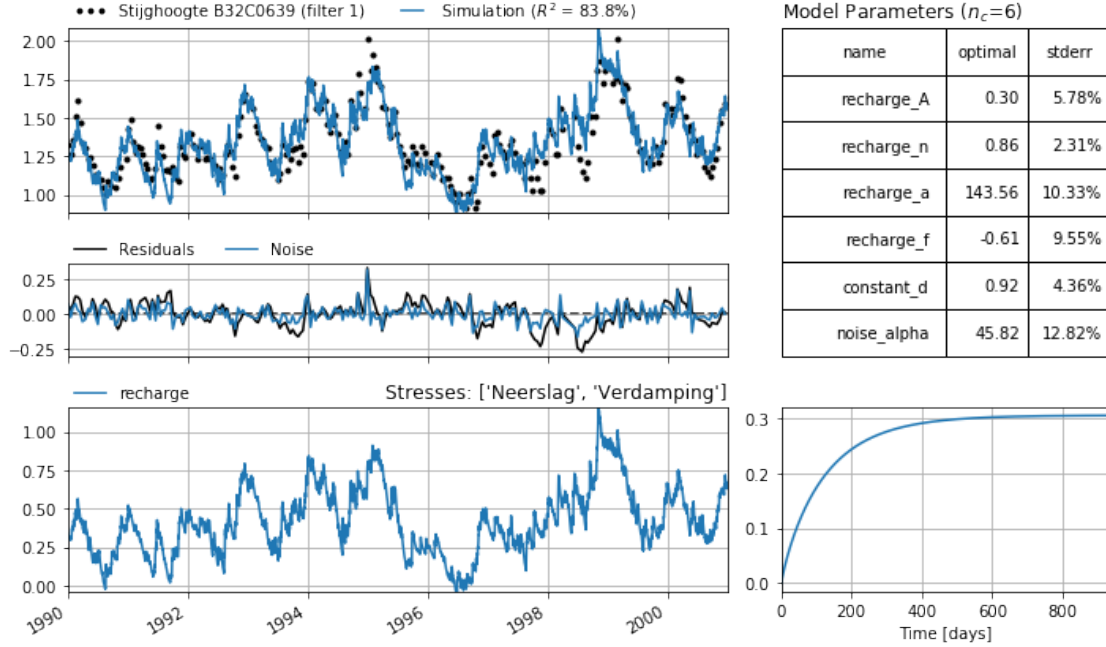 Stijghoogte B32C0639 (filter 1) Simulation (R² = 83.8%)
2.00
1.75
1.50
1.25
1.00
Residuals Noise
0.25
0.00
−0.25
recharge Stresses: ['Neerslag', 'Verdamping']
1.00
0.75
0.50
0.25
0.00
1990 1992 1994 1996 1998 2000
Model Parameters (n_c=6)
name optimal stderr
recharge_A 0.30 5.78%
recharge_n 0.86 2.31%
recharge_a 143.56 10.33%
recharge_f -0.61 9.55%
constant_d 0.92 4.36%
noise_alpha 45.82 12.82%
0.3
0.2
0.1
0.0
0 200 400 600 800
Time [days]